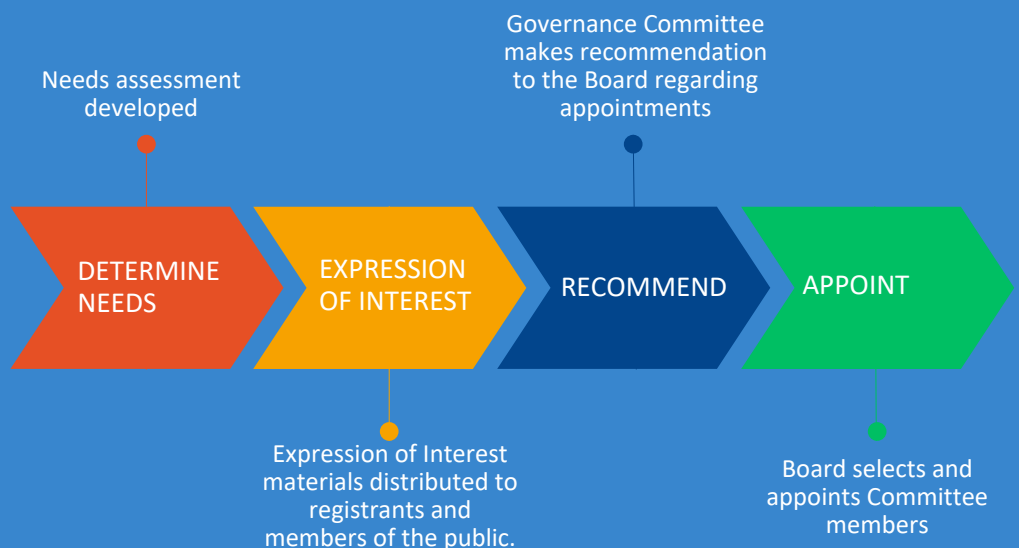 Needs assessment
developed
Governance Committee
makes recommendation
to the Board regarding
appointments
DETERMINE
NEEDS
EXPRESSION
OF INTEREST
RECOMMEND
APPOINT
Expression of Interest
materials distributed to
registrants and
members of the public.
Board selects and
appoints Committee
members